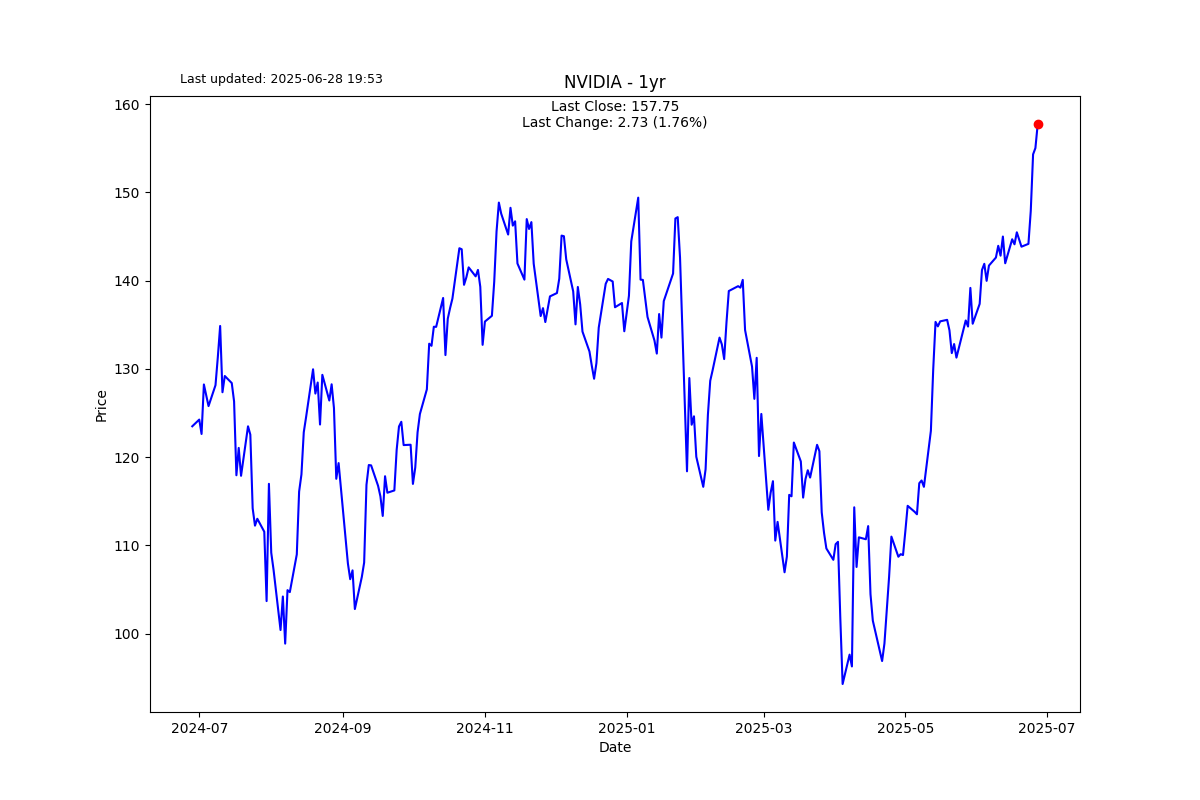 Last updated: 2025-06-28 19:53
NVIDIA - 1yr
Last Close: 157.75
Last Change: 2.73 (1.76%)
160
150
140
130
120
110
100
Price
2024-07 2024-09 2024-11 2025-01 2025-03 2025-05 2025-07
Date